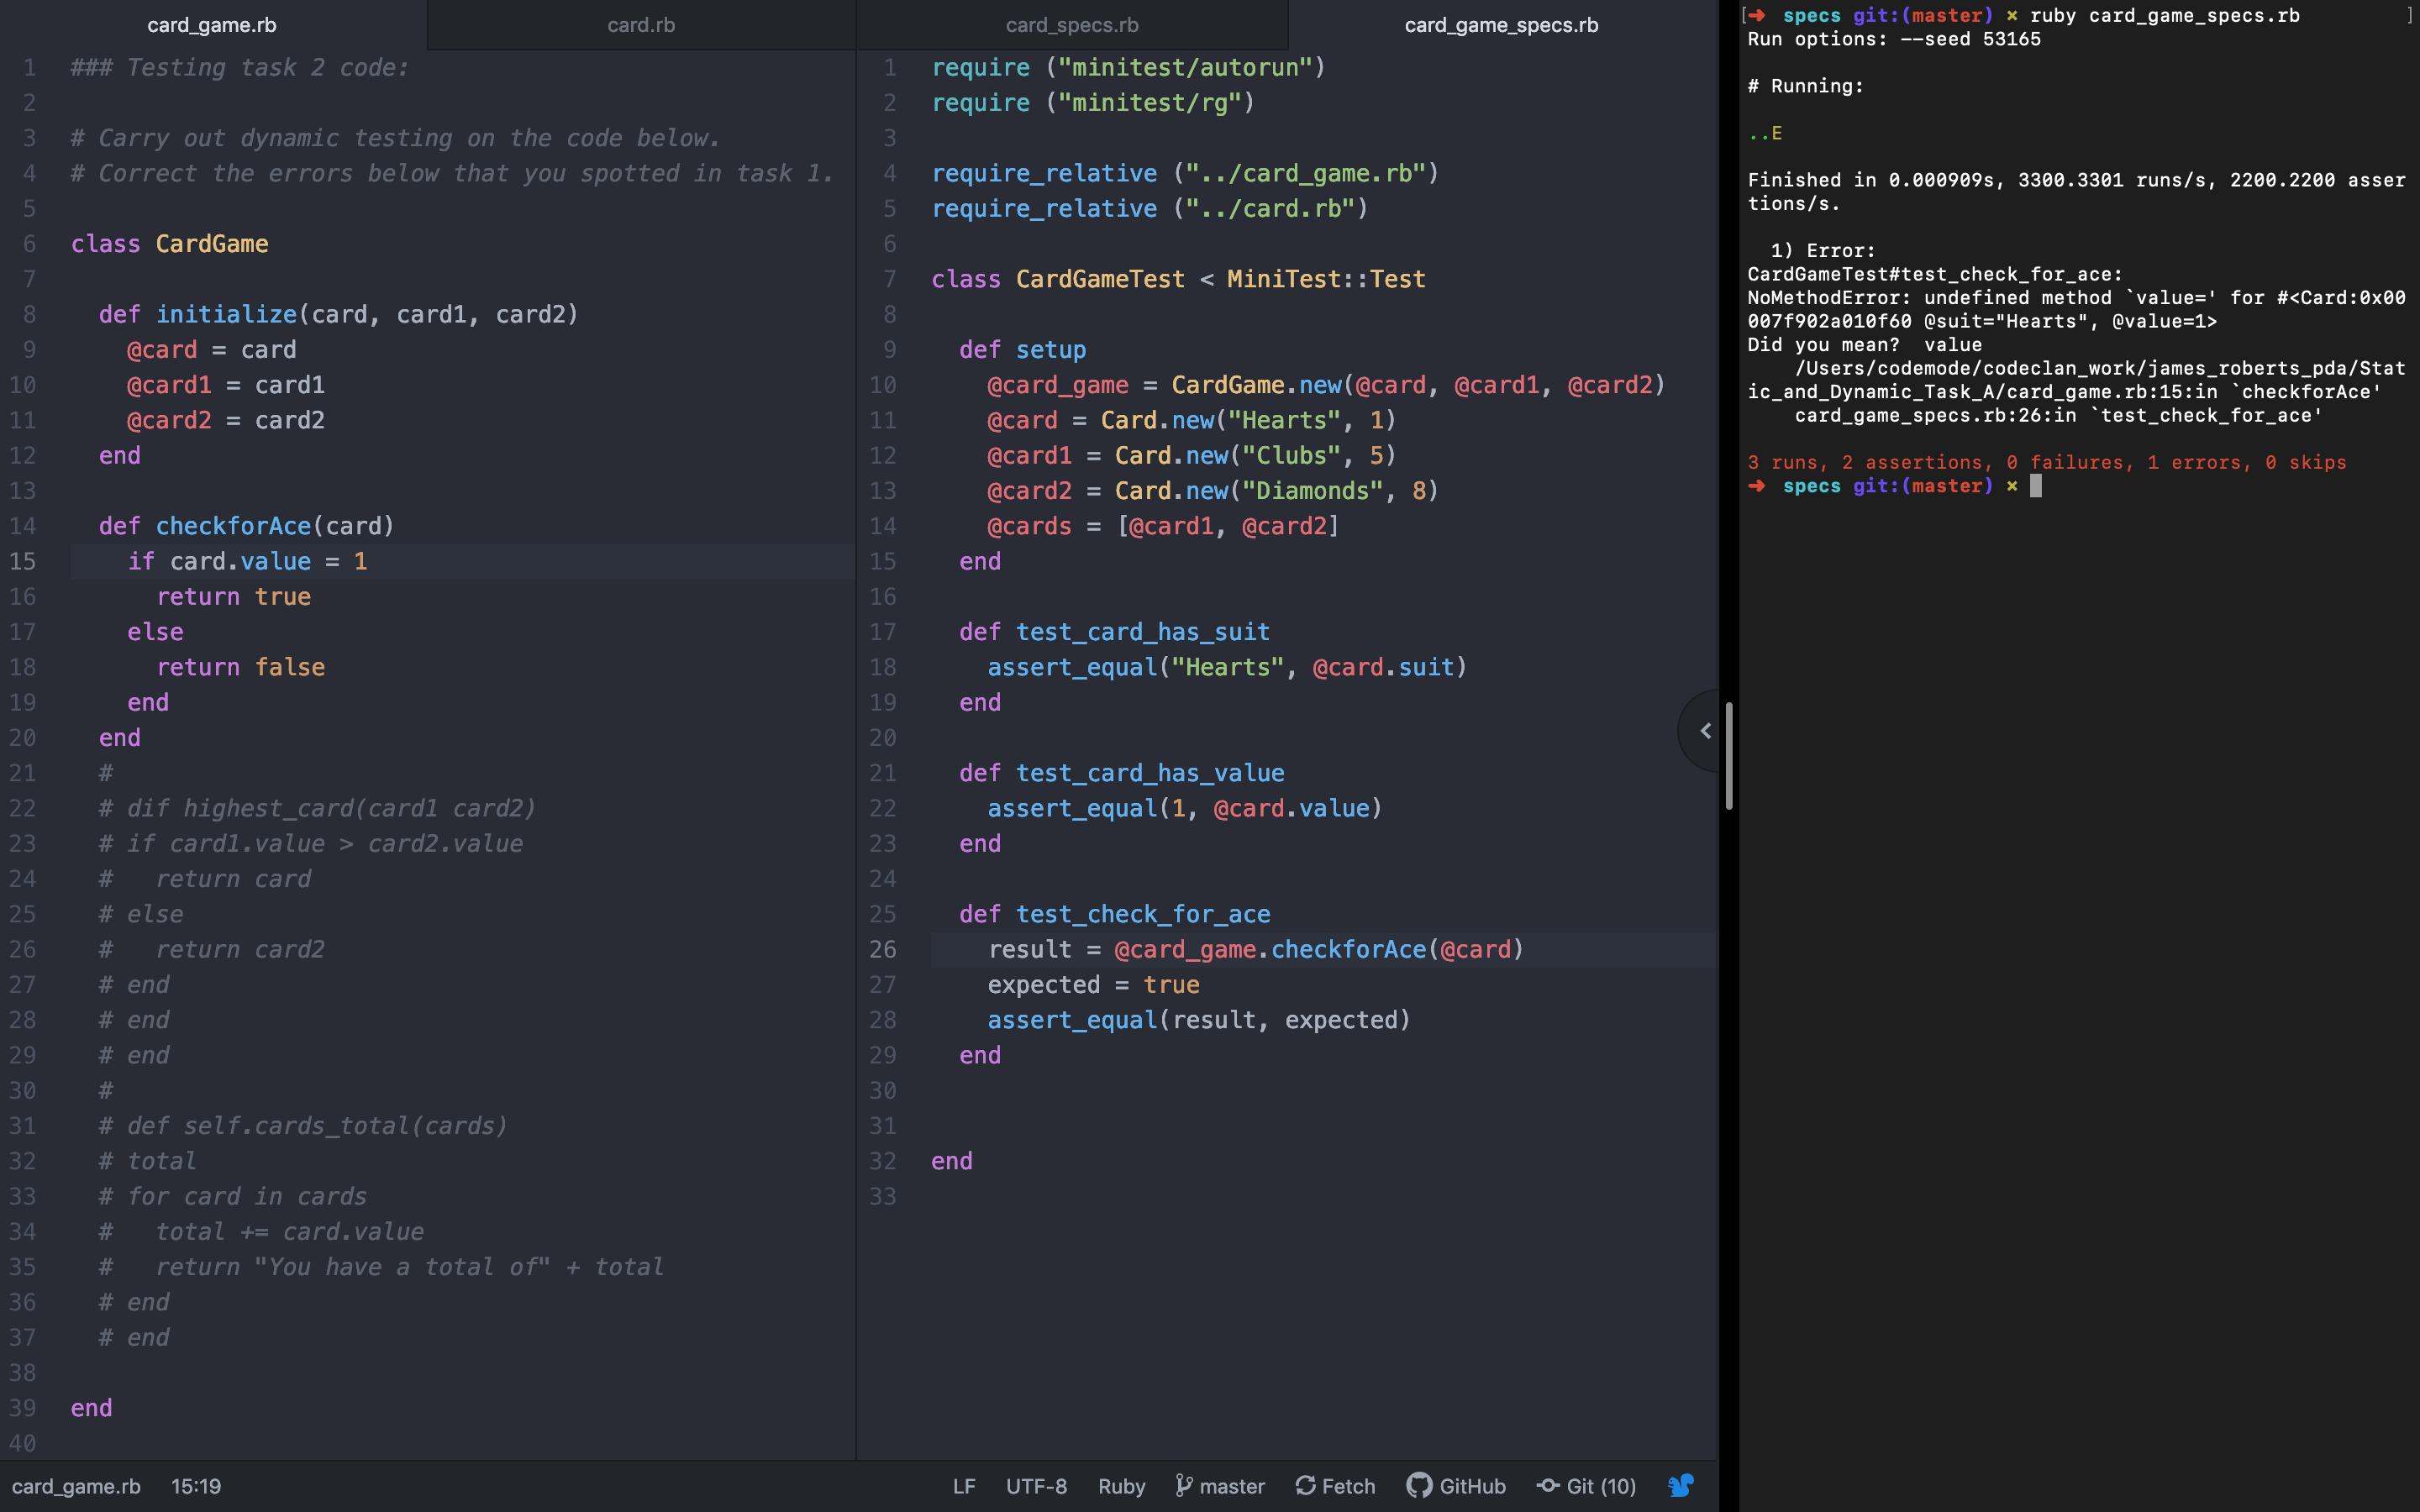 card_game.rb
card.rb
### Testing task 2 code:
# Carry out dynamic testing on the code below.
# Correct the errors below that you spotted in task 1.
class CardGame
def initialize(card, card1, card2)
@card = card
@card1 = card1
@card2 = card2
end
def checkforAce(card)
if card.value = 1
return true
else
return false
end
end
#
# dif highest_card(card1 card2)
# if card1.value > card2.value
#   return card
# else
#   return card2
# end
# end
# end
#
# def self.cards_total(cards)
# total
# for card in cards
#   total += card.value
#   return "You have a total of" + total
# end
# end
end
1
2
3
4
5
6
7
8
9
10
11
12
13
14
15
16
17
18
19
20
21
22
23
24
25
26
27
28
29
30
31
32
33
34
35
36
37
38
39
40
card_specs.rb
card_game_specs.rb
require ("minitest/autorun")
require ("minitest/rg")
require_relative ("../card_game.rb")
require_relative ("../card.rb")
class CardGameTest < MiniTest::Test
def setup
@card_game = CardGame.new(@card, @card1, @card2)
@card = Card.new("Hearts", 1)
@card1 = Card.new("Clubs", 5)
@card2 = Card.new("Diamonds", 8)
@cards = [@card1, @card2]
end
def test_card_has_suit
assert_equal("Hearts", @card.suit)
end
def test_card_has_value
assert_equal(1, @card.value)
end
def test_check_for_ace
result = @card_game.checkforAce(@card)
expected = true
assert_equal(result, expected)
end
end
1
2
3
4
5
6
7
8
9
10
11
12
13
14
15
16
17
18
19
20
21
22
23
24
25
26
27
28
29
30
31
32
33
[➜ specs git:(master) × ruby card_game_specs.rb ]
Run options: --seed 53165
# Running:
..E
Finished in 0.000909s, 3300.3301 runs/s, 2200.2200 asser
tions/s.
1) Error:
CardGameTest#test_check_for_ace:
NoMethodError: undefined method `value=' for #<Card:0x00
007f902a010f60 @suit="Hearts", @value=1>
Did you mean?  value
/Users/codemode/codeclan_work/james_roberts_pda/Stat
ic_and_Dynamic_Task_A/card_game.rb:15:in `checkforAce'
card_game_specs.rb:26:in `test_check_for_ace'
3 runs, 2 assertions, 0 failures, 1 errors, 0 skips
➜ specs git:(master) ×
card_game.rb 15:19
LF UTF-8 Ruby master Fetch GitHub Git (10)